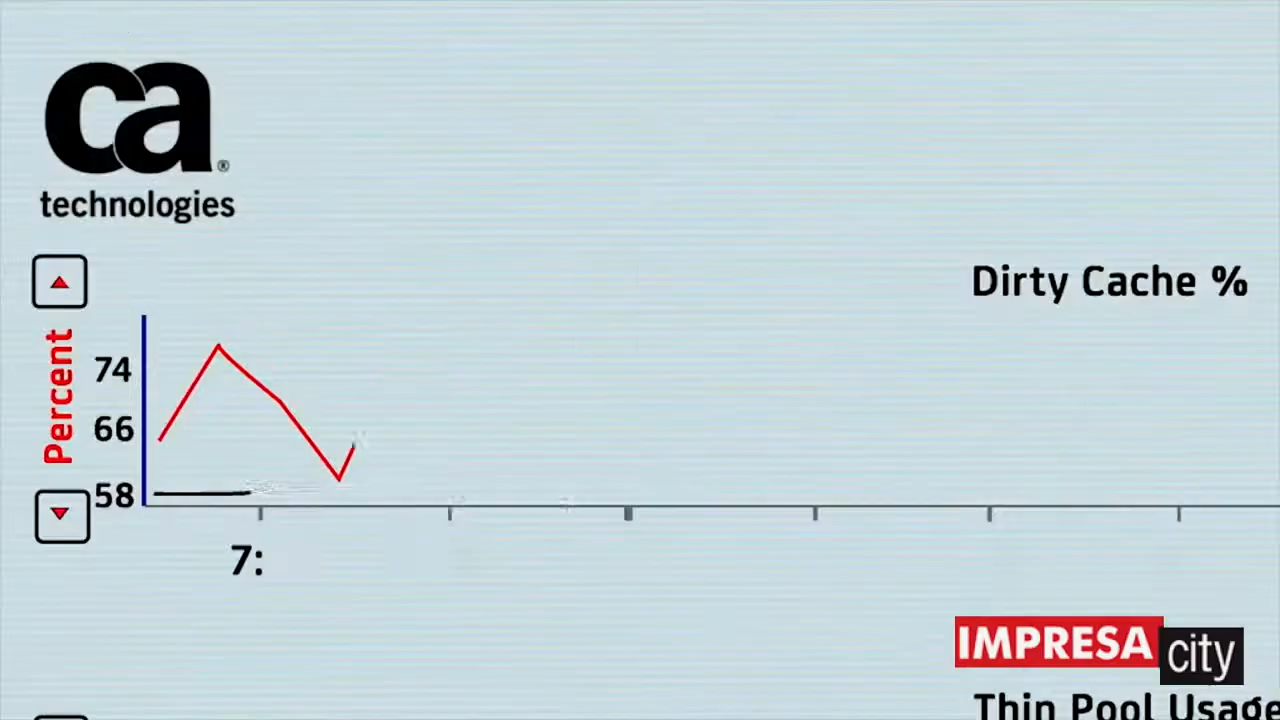 ca®
technologies
Dirty Cache %
Percent
74
66
58
7:
IMPRESA
city
Thin Pool Usage